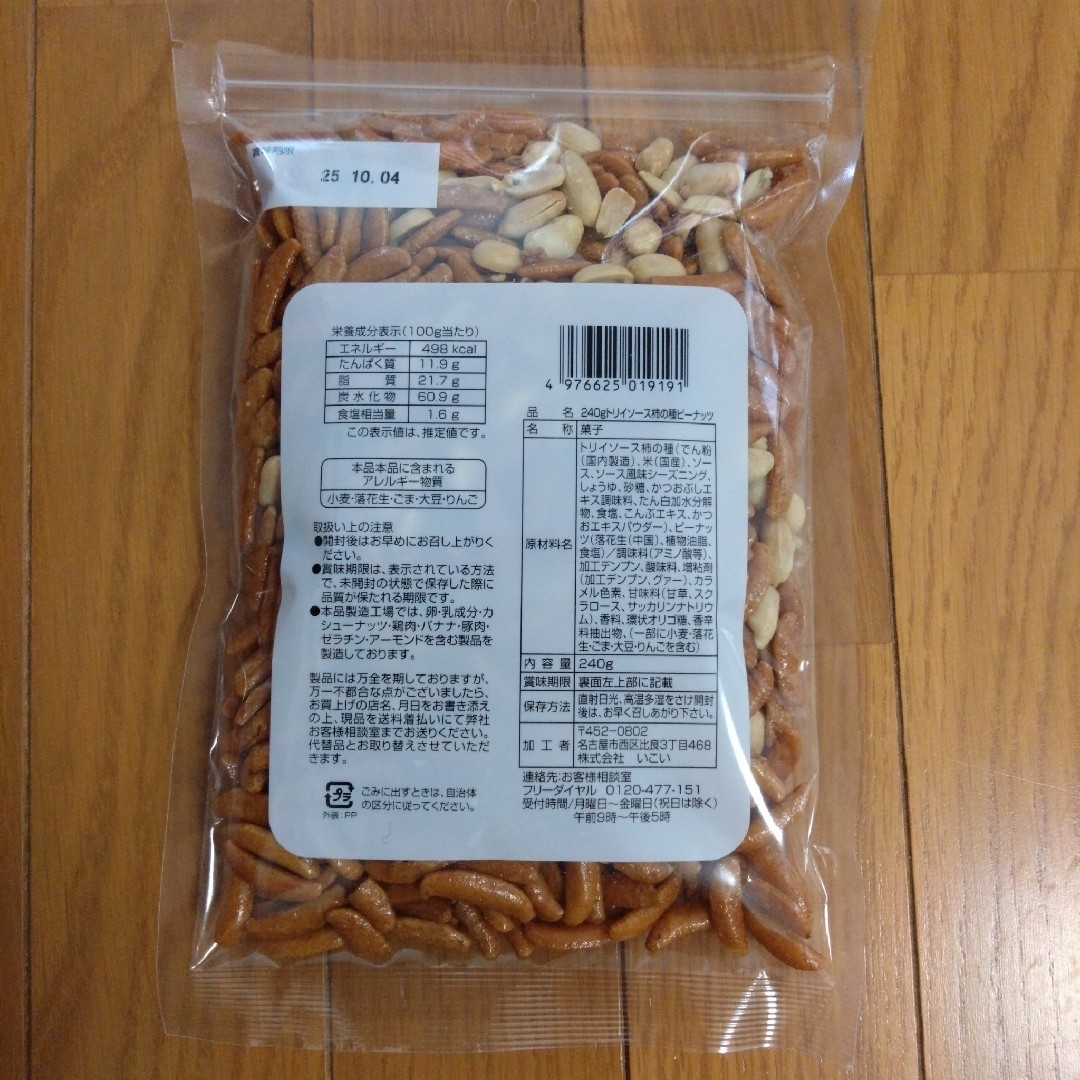 賞味期限
25. 10. 04
栄養成分表示(100g当たり)
エネルギー 498 kcal
たんぱく質 11.9 g
脂 質 21.7 g
炭水化物 60.9 g
食塩相当量 1.6 g
この表示値は、推定値です。
本品本品に含まれる
アレルギー物質
小麦・落花生・ごま・大豆・りんご
取扱い上の注意
●開封後はお早めにお召し上がりく
ださい。
●賞味期限は、表示されている方法
で、未開封の状態で保存した際に
品質が保たれる期限です。
●本品製造工場では、卵・乳成分・カ
シューナッツ・鶏肉・バナナ・豚肉・
ゼラチン・アーモンドを含む製品を
製造しております。
製品には万全を期しておりますが、
万一不都合な点がございましたら、
お買上げの店名、月日をお書き添え
の上、現品を送料着払いにて弊社
お客様相談室までお送りください。
代替品とお取り替えさせていただ
きます。
プラ
外装:PP
ごみに出すときは、自治体
の区分に従ってください。
4 976625 019191
品 名 240gトリイソース柿の種ピーナッツ
名 称 菓子
原材料名
トリイソース柿の種(でん粉
(国内製造)、米(国産)、ソー
ス、ソース風味シーズニング、
しょうゆ、砂糖、かつおぶしエ
キス調味料、たん白加水分解
物、食塩、こんぶエキス、かつ
おエキスパウダー)、ピーナッ
ツ(落花生(中国)、植物油脂、
食塩)/調味料(アミノ酸等)、
加工デンプン、酸味料、増粘剤
(加工デンプン、グァー)、カラ
メル色素、甘味料(甘草、スク
ラロース、サッカリンナトリウ
ム)、香料、環状オリゴ糖、香辛
料抽出物、(一部に小麦・落花
生・ごま・大豆・りんごを含む)
内容量 240g
賞味期限 裏面左上部に記載
保存方法 直射日光、高温多湿をさけ開封
後は、お早く召しあがり下さい。
加工者
〒452-0802
名古屋市西区比良3丁目468
株式会社 いこい
連絡先:お客様相談室
フリーダイヤル 0120-477-151
受付時間/月曜日~金曜日(祝日は除く)
午前9時~午後5時